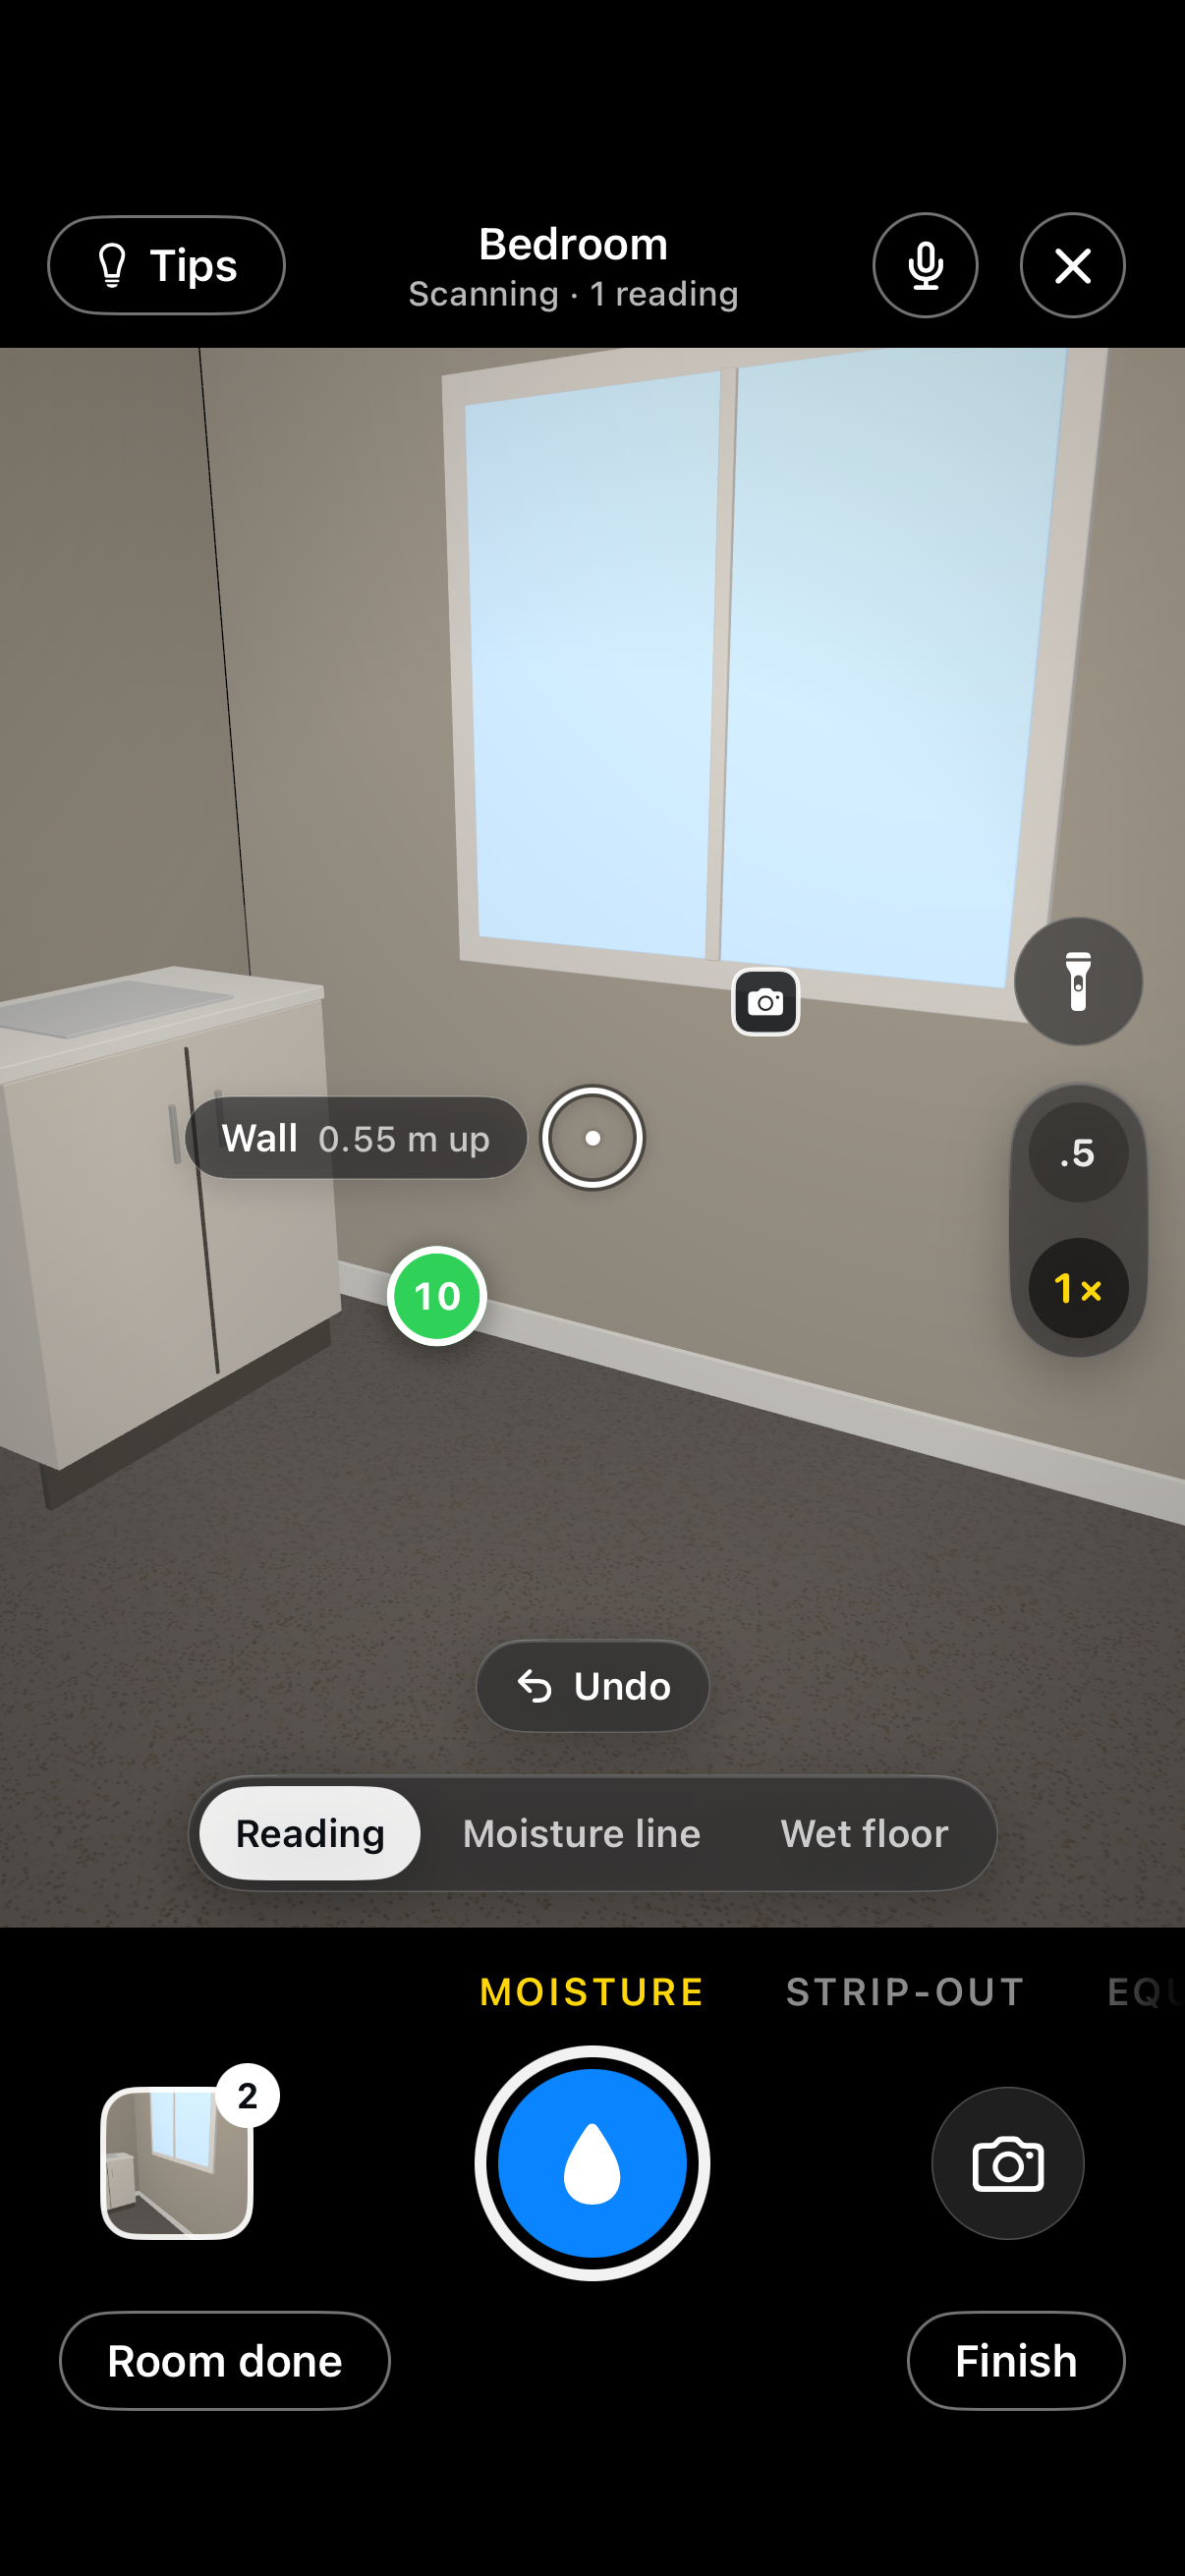 Tips
Bedroom
Scanning · 1 reading
.5
Wall 0.55 m up
1×
10
Undo
Reading Moisture line Wet floor
MOISTURE STRIP-OUT
2
Room done Finish